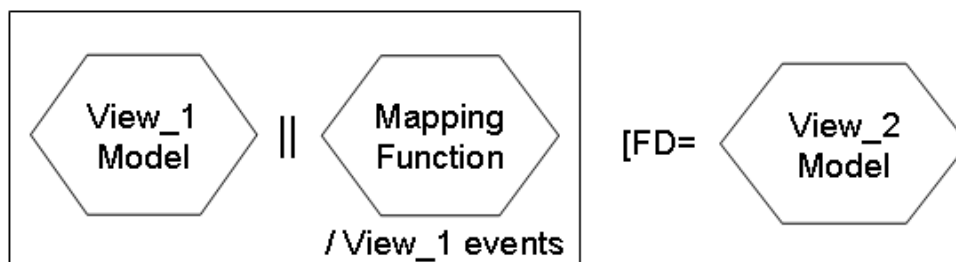 View_1
Model
||
Mapping
Function
/ View_1 events
[FD=
View_2
Model